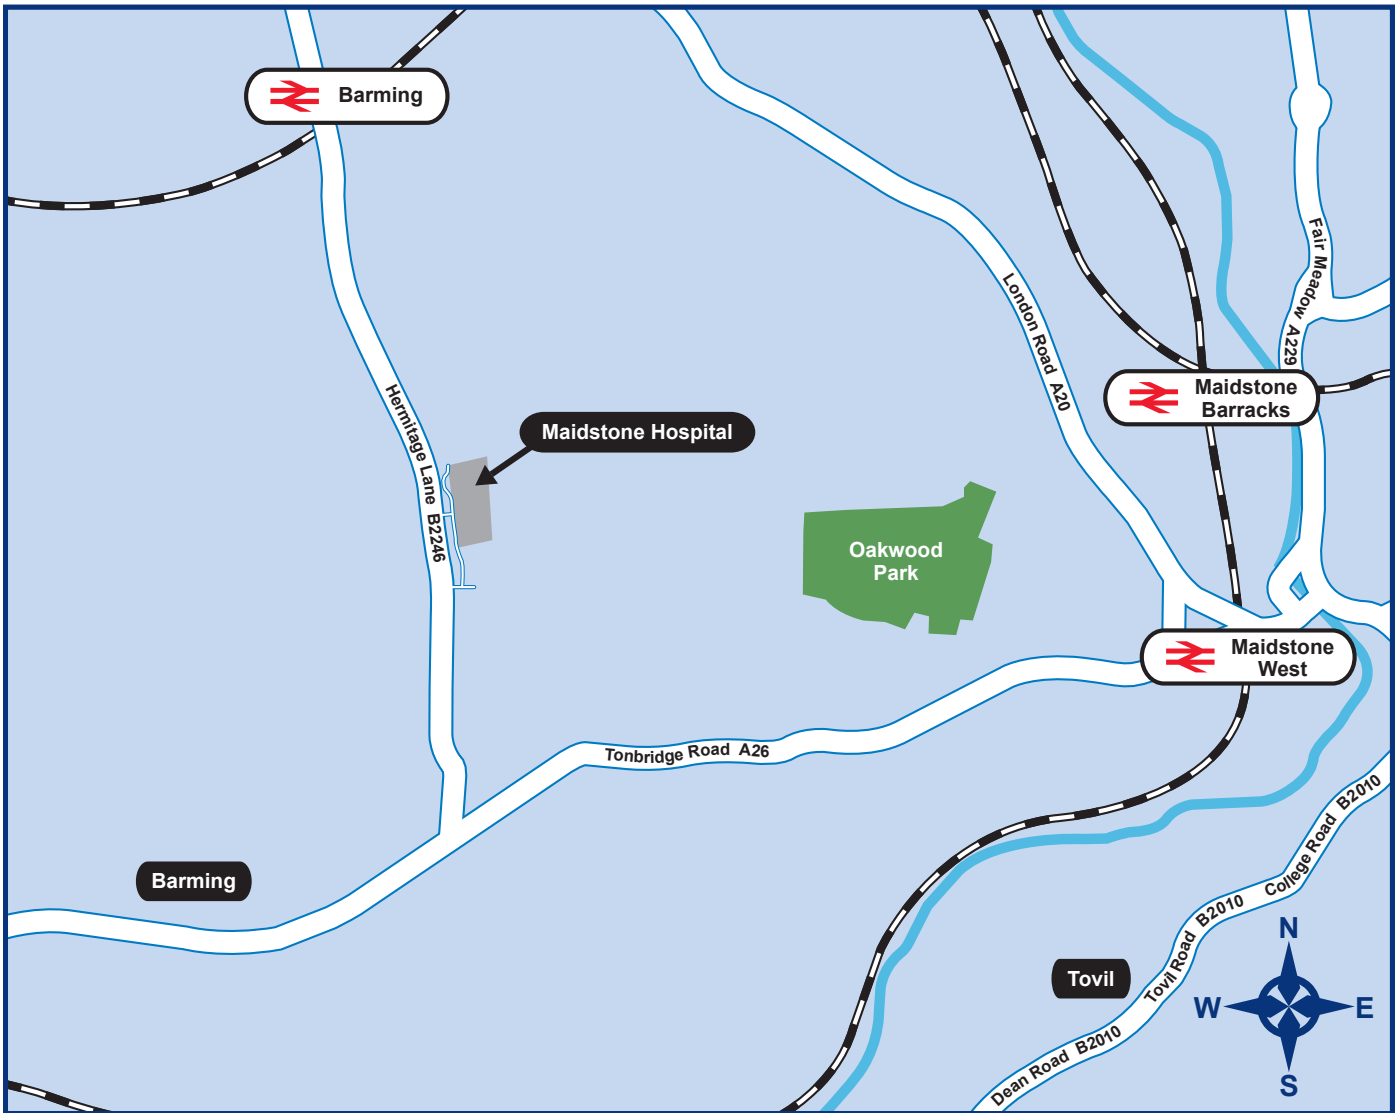 Barming
Fair Meadow A229
London Road A20
Maidstone
Barracks
Hermitage Lane B2246
Maidstone Hospital
Oakwood
Park
Maidstone
West
Tonbridge Road A26
College Road B2010
Barming
Tovil Road B2010
Tovil
Dean Road B2010
N
W
E
S